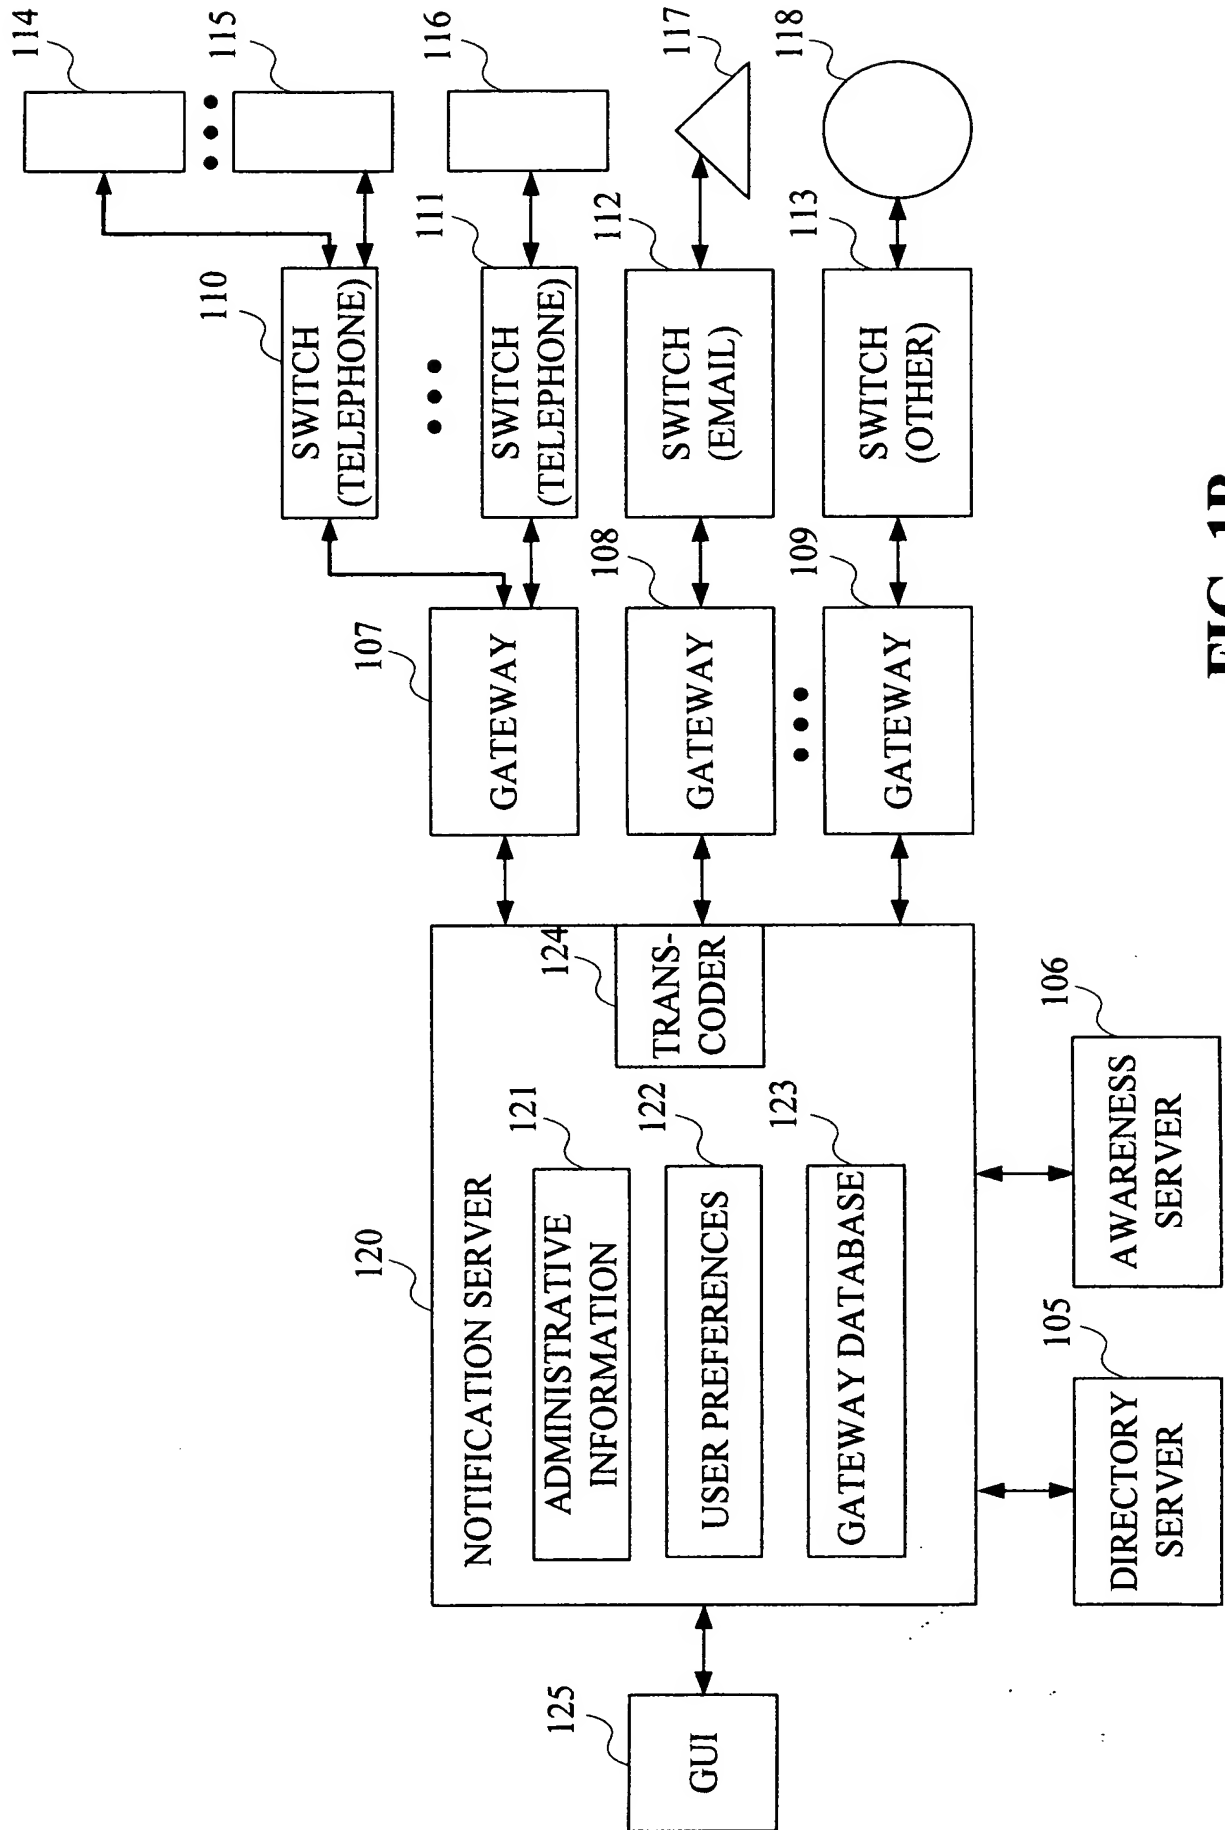 114
115
116
117
118
110
111
112
113
SWITCH
(TELEPHONE)
SWITCH
(TELEPHONE)
SWITCH
(EMAIL)
SWITCH
(OTHER)
107
108
109
GATEWAY
GATEWAY
GATEWAY
120
NOTIFICATION SERVER
121
ADMINISTRATIVE
INFORMATION
122
USER PREFERENCES
123
GATEWAY DATABASE
124
TRANS-
CODER
125
GUI
105
DIRECTORY
SERVER
106
AWARENESS
SERVER